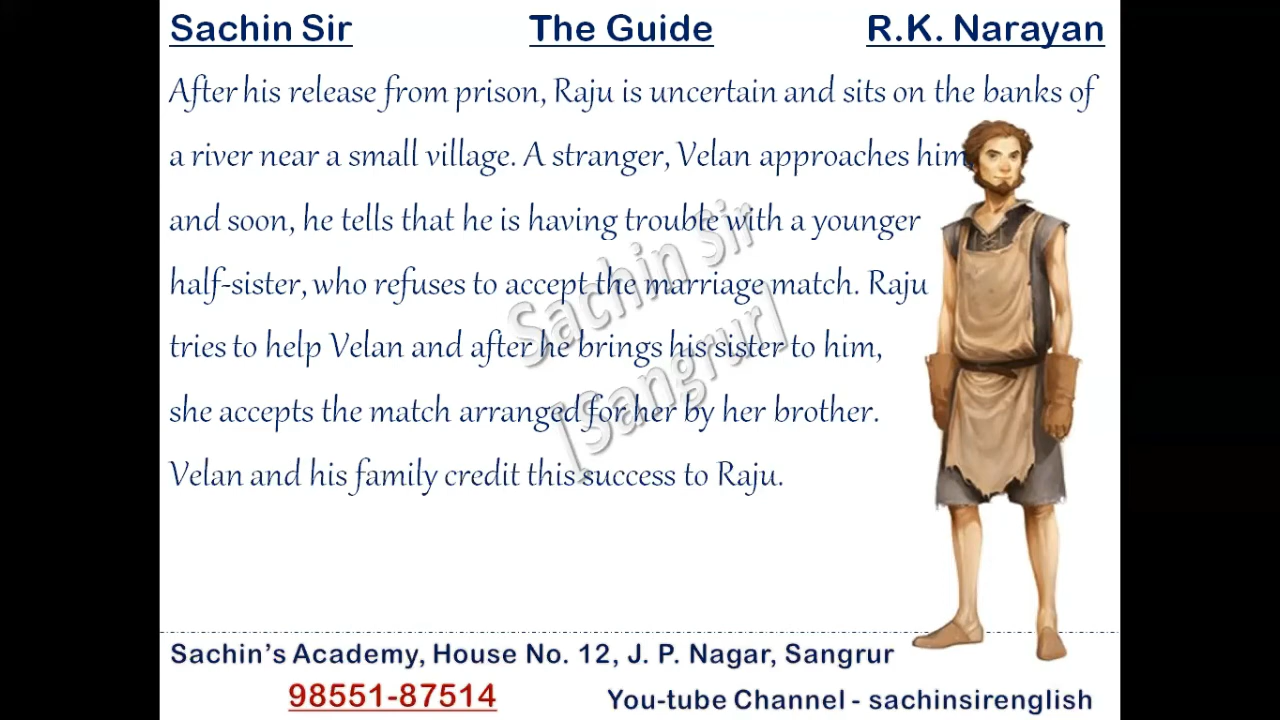 Sachin Sir The Guide R.K. Narayan
After his release from prison, Raju is uncertain and sits on the banks of
a river near a small village. A stranger, Velan approaches him,
and soon, he tells that he is having trouble with a younger
half-sister, who refuses to accept the marriage match. Raju
tries to help Velan and after he brings his sister to him,
she accepts the match arranged for her by her brother.
Velan and his family credit this success to Raju.
Sachin Sir
[Sangrur]
Sachin's Academy, House No. 12, J. P. Nagar, Sangrur
98551-87514 You-tube Channel - sachinsirenglish